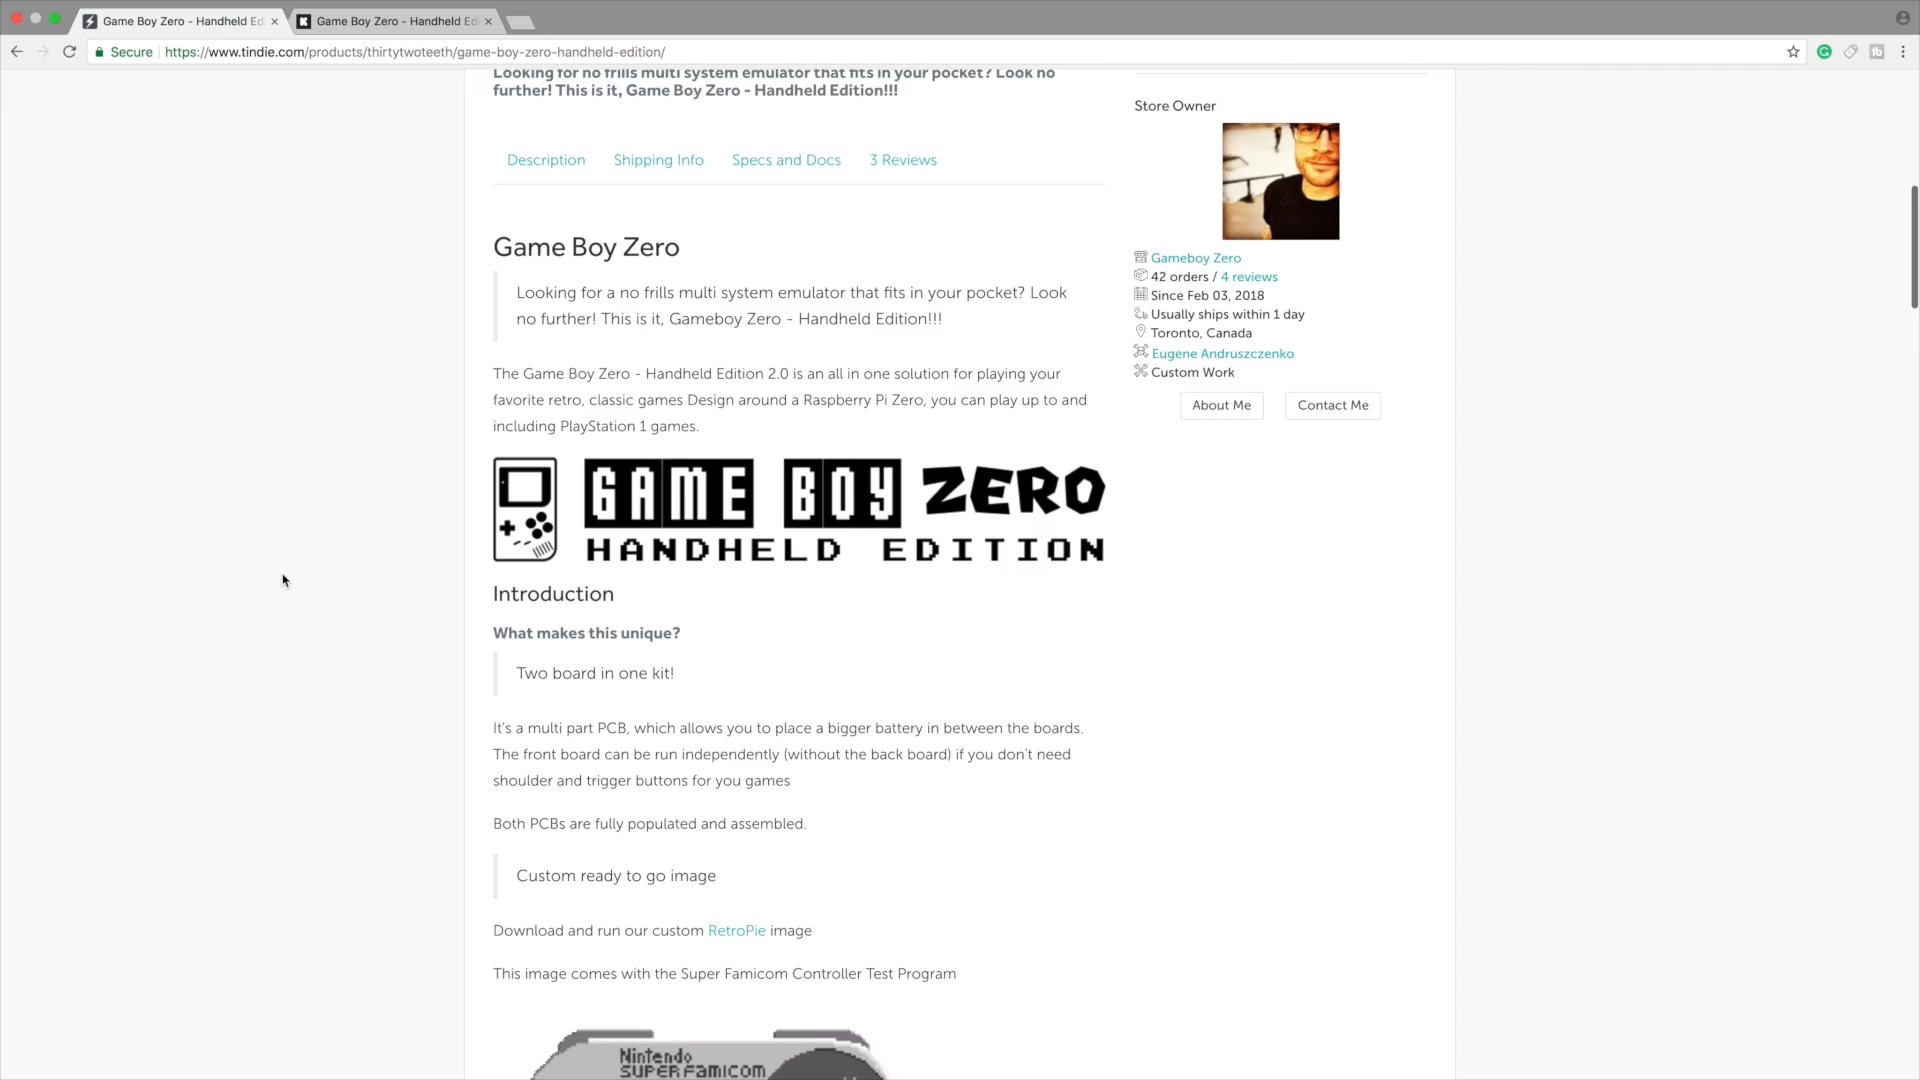 Game Boy Zero - Handheld Ed
Game Boy Zero - Handheld Ed
Secure
https://www.tindie.com/products/thirtytwoteeth/game-boy-zero-handheld-edition/
Looking for no frills multi system emulator that fits in your pocket? Look no
further! This is it, Game Boy Zero - Handheld Edition!!!
Description
Shipping Info
Specs and Docs
3 Reviews
Game Boy Zero
Looking for a no frills multi system emulator that fits in your pocket? Look
no further! This is it, Gameboy Zero - Handheld Edition!!!
The Game Boy Zero - Handheld Edition 2.0 is an all in one solution for playing your
favorite retro, classic games Design around a Raspberry Pi Zero, you can play up to and
including PlayStation 1 games.
GAME BOY ZERO
HANDHELD EDITION
Introduction
What makes this unique?
Two board in one kit!
It's a multi part PCB, which allows you to place a bigger battery in between the boards.
The front board can be run independently (without the back board) if you don't need
shoulder and trigger buttons for you games
Both PCBs are fully populated and assembled.
Custom ready to go image
Download and run our custom RetroPie image
This image comes with the Super Famicom Controller Test Program
Nintendo
SUPER FAMICOM
Store Owner
Gameboy Zero
42 orders / 4 reviews
Since Feb 03, 2018
Usually ships within 1 day
Toronto, Canada
Eugene Andruszczenko
Custom Work
About Me
Contact Me